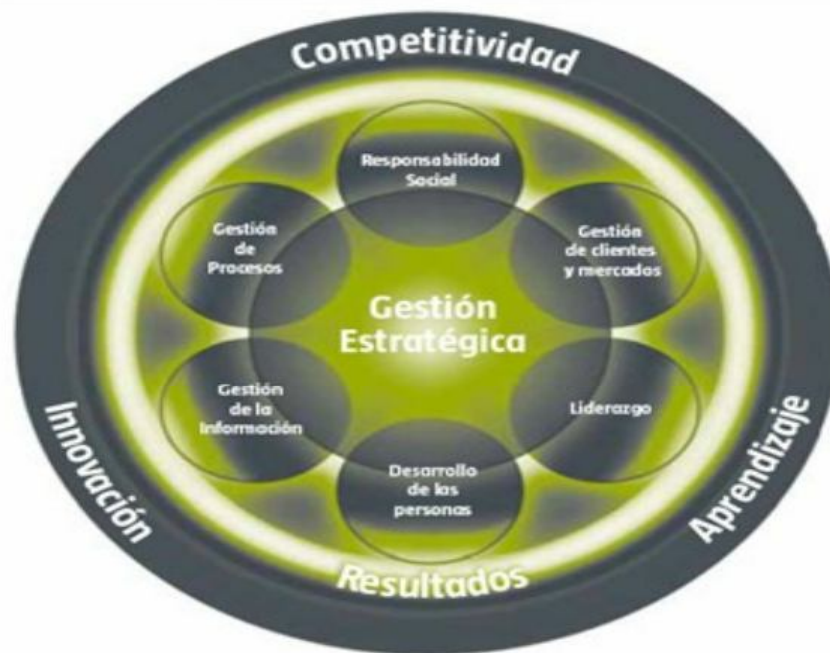 Competitividad
Responsabilidad
Social
Gestión
de
Procesos
Gestión
de clientes
y mercados
Gestión
Estratégica
Gestión
de la
Información
Liderazgo
Desarrollo
de las
personas
Innovación
Aprendizaje
Resultados